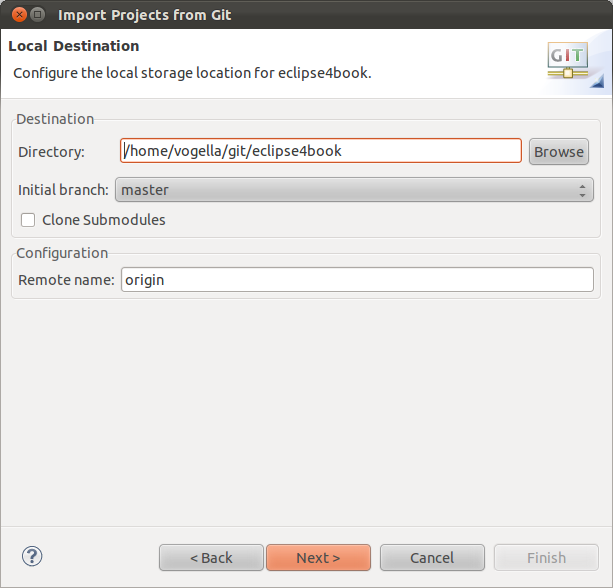 Import Projects from Git
Local Destination
Configure the local storage location for eclipse4book.
GIT
Destination
Directory: /home/vogella/git/eclipse4book Browse
Initial branch: master
Clone Submodules
Configuration
Remote name: origin
? < Back Next > Cancel Finish